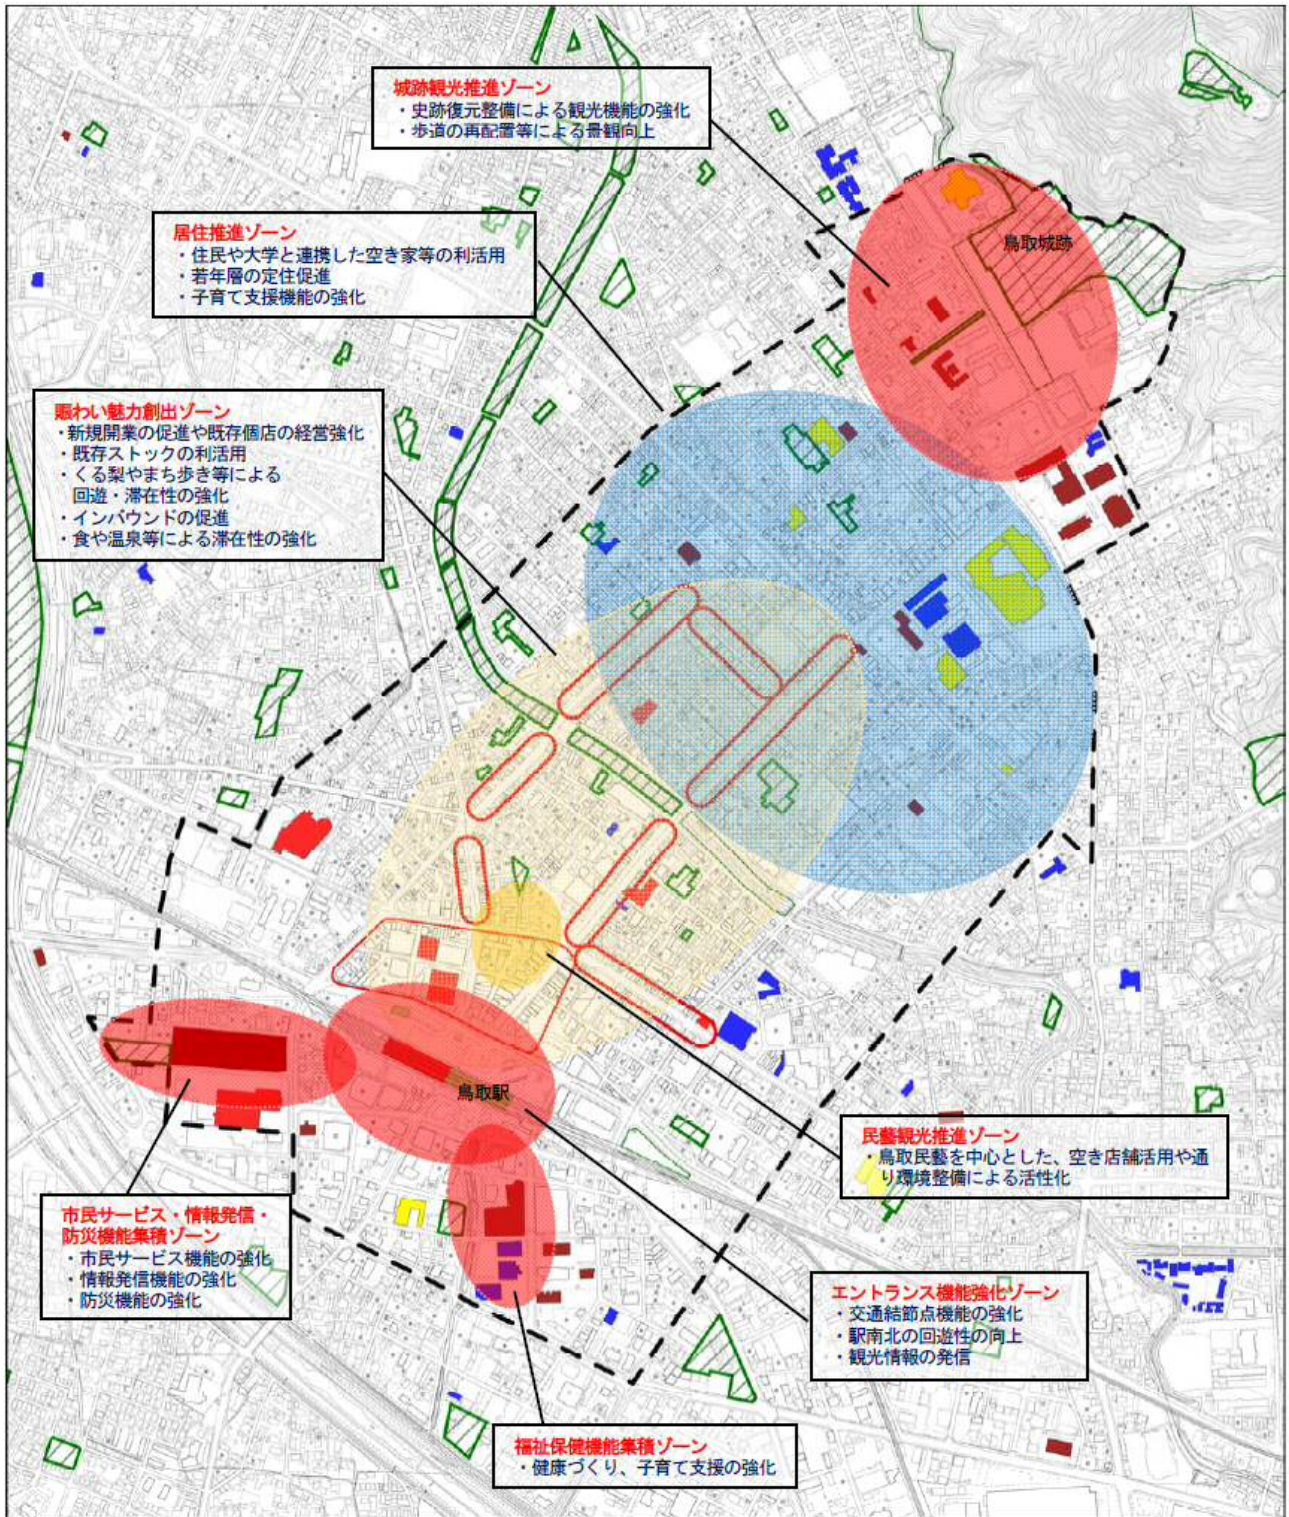 城跡観光推進ゾーン
・史跡復元整備による観光機能の強化
・歩道の再配置等による景観向上
鳥取城跡
居住推進ゾーン
・住民や大学と連携した空き家等の利活用
・若年層の定住促進
・子育て支援機能の強化
賑わい魅力創出ゾーン
・新規開業の促進や既存個店の経営強化
・既存ストックの利活用
・くる梨やまち歩き等による
回遊・滞在性の強化
・インバウンドの促進
・食や温泉等による滞在性の強化
鳥取駅
民藝観光推進ゾーン
・鳥取民藝を中心とした、空き店舗活用や通
り環境整備による活性化
市民サービス・情報発信・
防災機能集積ゾーン
・市民サービス機能の強化
・情報発信機能の強化
・防災機能の強化
エントランス機能強化ゾーン
・交通結節点機能の強化
・駅南北の回遊性の向上
・観光情報の発信
福祉保健機能集積ゾーン
・健康づくり、子育て支援の強化